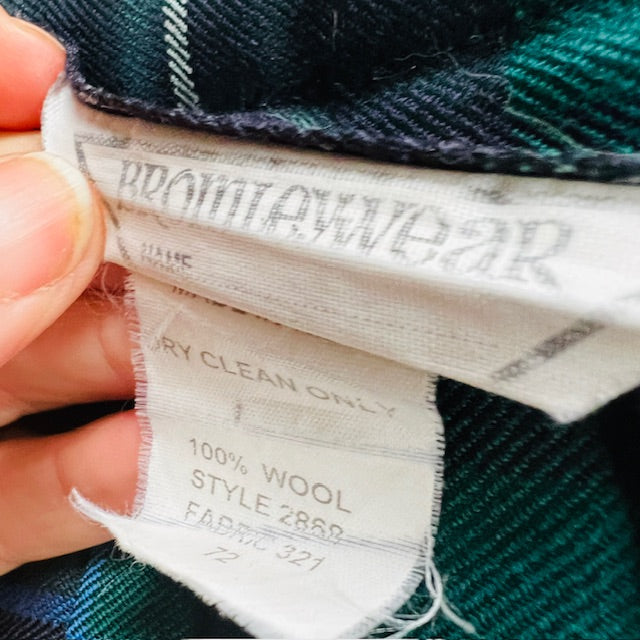 BROMLEYWEAR
NAME
DRY CLEAN ONLY
100% WOOL
STYLE 2868
FABRIC 321
72